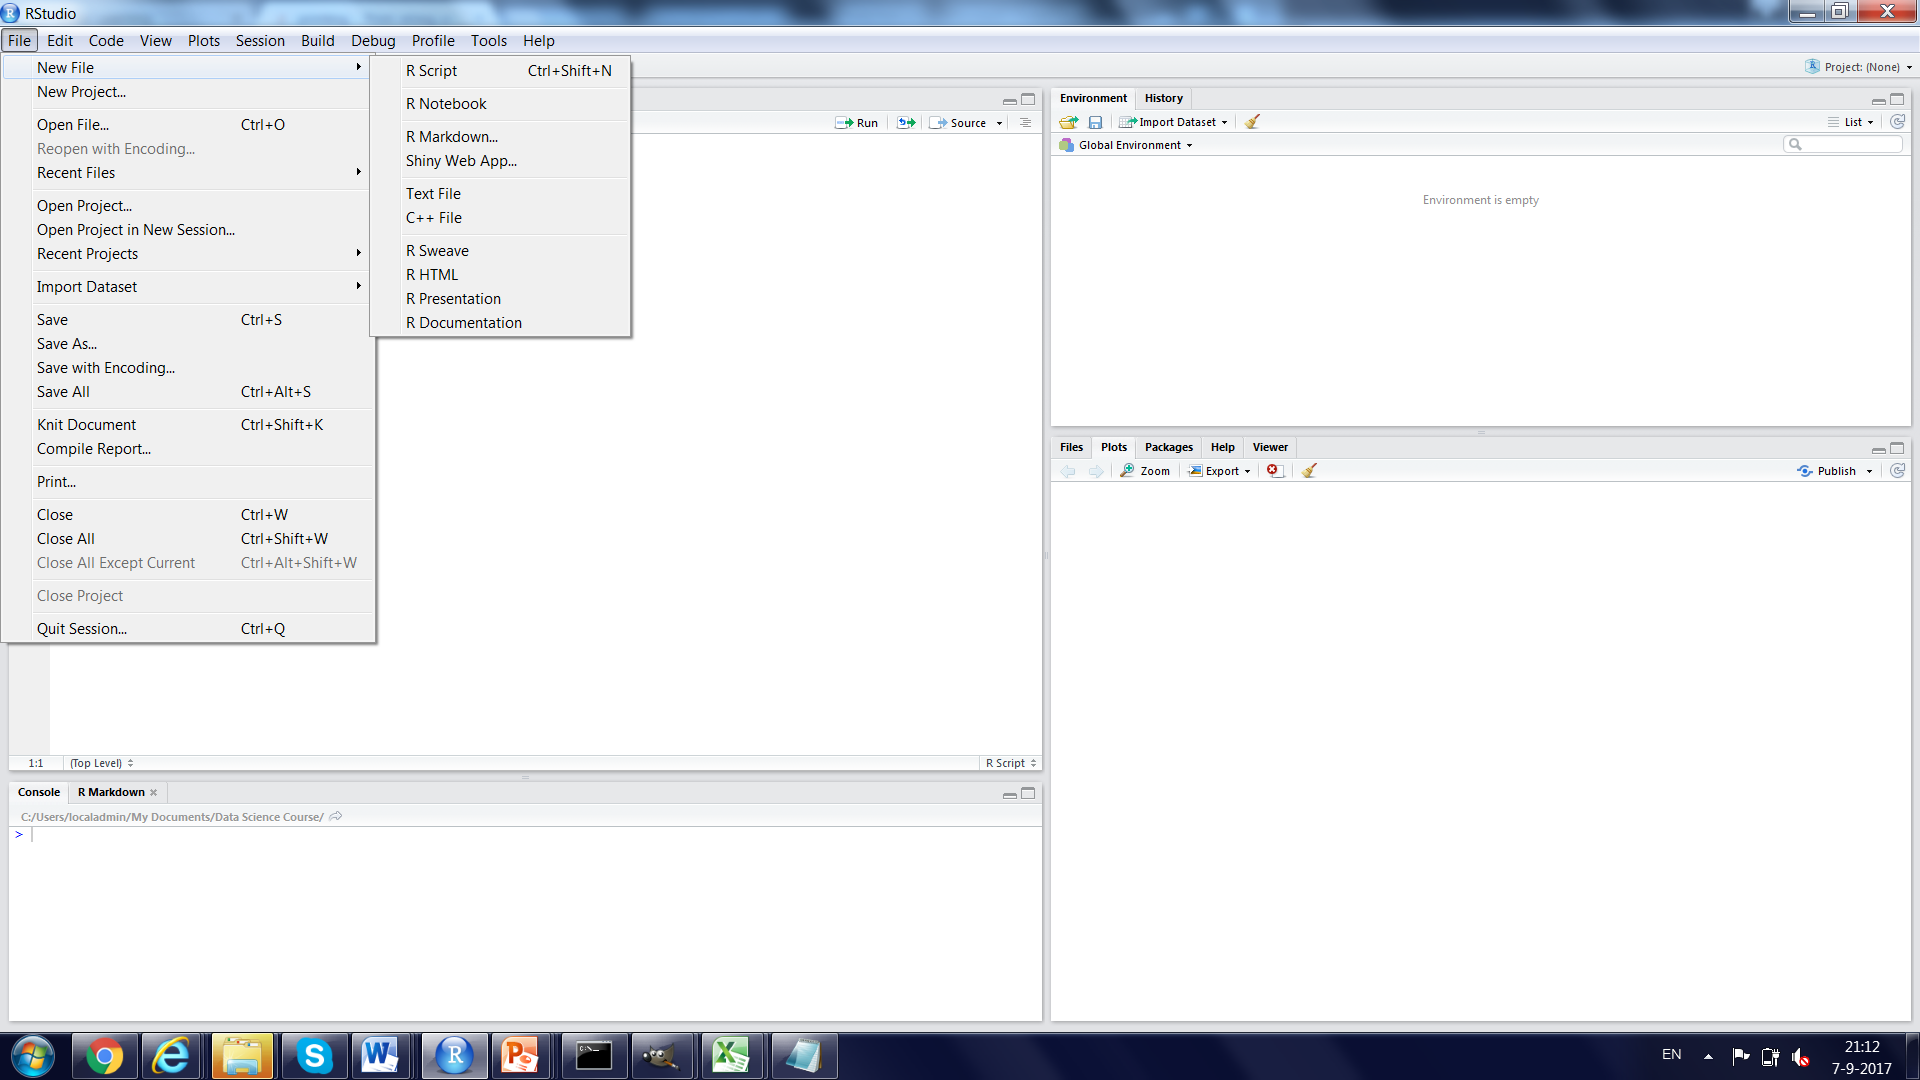 RStudio
File Edit Code View Plots Session Build Debug Profile Tools Help
Project: (None)
New File
New Project...
Open File... Ctrl+O
Reopen with Encoding...
Recent Files
Open Project...
Open Project in New Session...
Recent Projects
Import Dataset
Save Ctrl+S
Save As...
Save with Encoding...
Save All Ctrl+Alt+S
Knit Document Ctrl+Shift+K
Compile Report...
Print...
Close Ctrl+W
Close All Ctrl+Shift+W
Close All Except Current Ctrl+Alt+Shift+W
Close Project
Quit Session... Ctrl+Q
R Script Ctrl+Shift+N
R Notebook
R Markdown...
Shiny Web App...
Text File
C++ File
R Sweave
R HTML
R Presentation
R Documentation
Run Source
1:1 (Top Level) R Script
Console R Markdown
C:/Users/localadmin/My Documents/Data Science Course/
>
Environment History
Import Dataset List
Global Environment
Environment is empty
Files Plots Packages Help Viewer
Zoom Export Publish
EN
21:12
7-9-2017